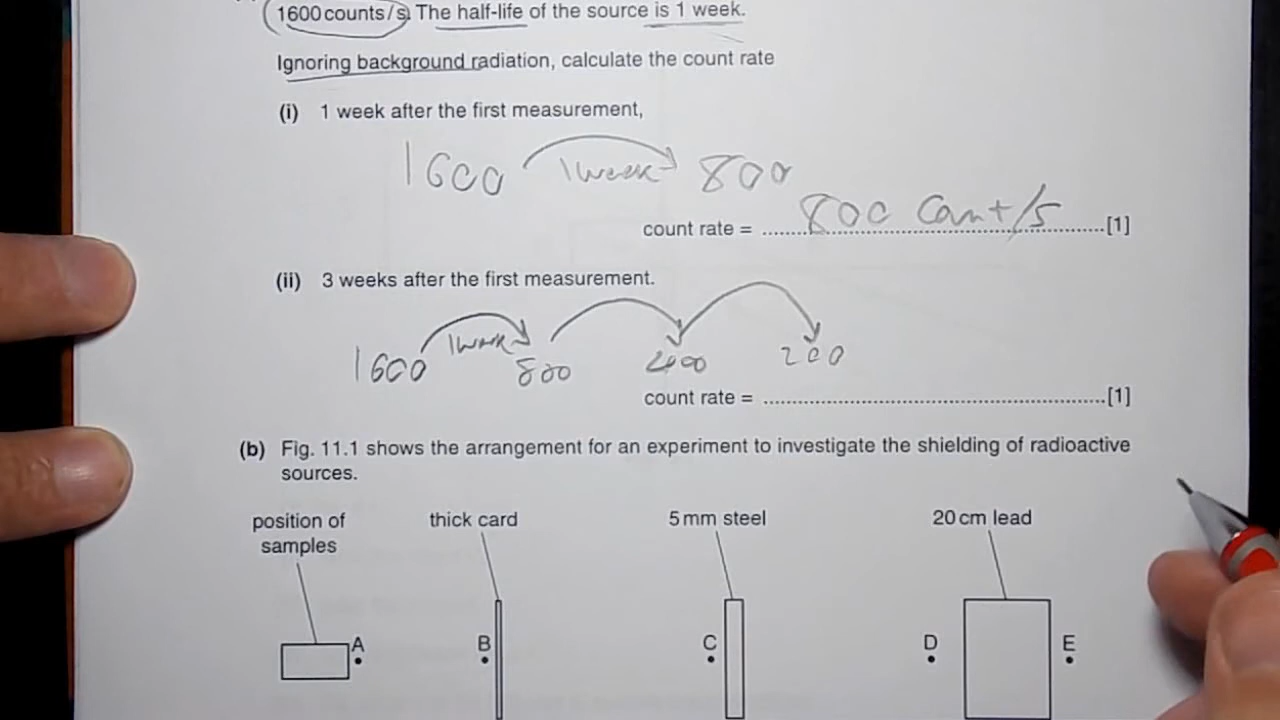 1600 counts/s. The half-life of the source is 1 week.
Ignoring background radiation, calculate the count rate
(i) 1 week after the first measurement,
1600 1 week 800
count rate = 800 Count/s [1]
(ii) 3 weeks after the first measurement.
1600 1 week 800 400 200
count rate = ........................................................ [1]
(b) Fig. 11.1 shows the arrangement for an experiment to investigate the shielding of radioactive
sources.
position of thick card 5 mm steel 20 cm lead
samples
A B C D E